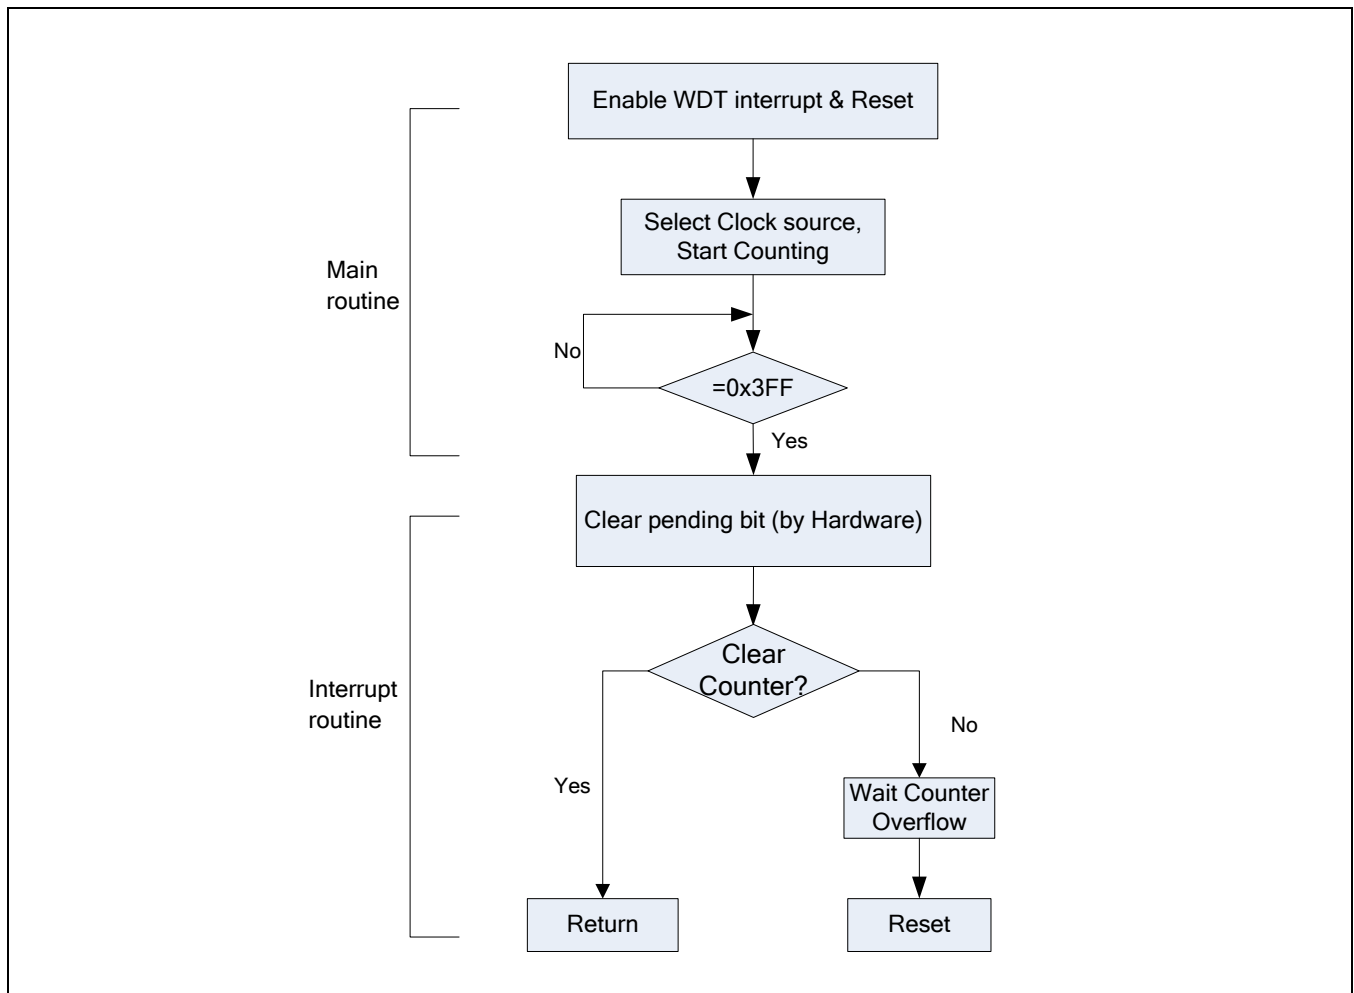 Enable WDT interrupt & Reset
Select Clock source,
Start Counting
Main
routine
No
=0x3FF
Yes
Clear pending bit (by Hardware)
Clear
Counter?
Interrupt
routine
No
Yes
Wait Counter
Overflow
Return
Reset